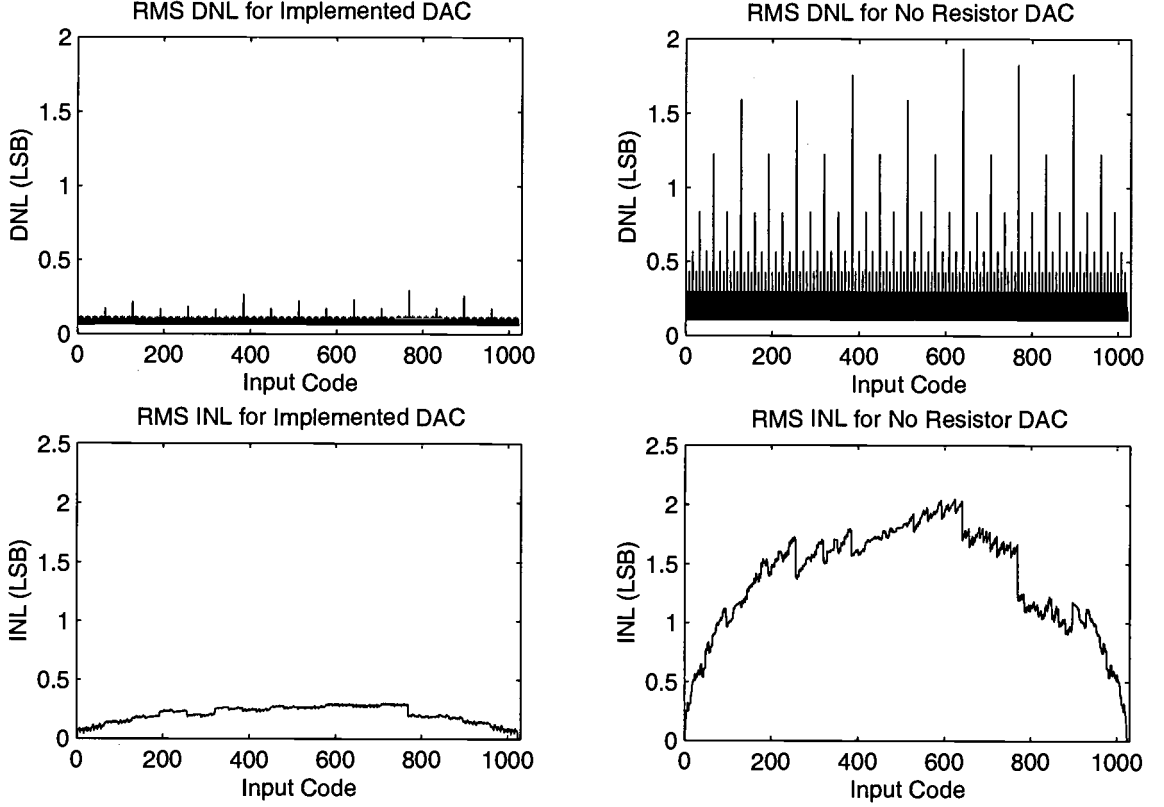 RMS DNL for Implemented DAC
2
1.5
1
0.5
0
DNL (LSB)
0 200 400 600 800 1000
Input Code
RMS DNL for No Resistor DAC
2
1.5
1
0.5
0
DNL (LSB)
0 200 400 600 800 1000
Input Code
RMS INL for Implemented DAC
2.5
2
1.5
1
0.5
0
INL (LSB)
0 200 400 600 800 1000
Input Code
RMS INL for No Resistor DAC
2.5
2
1.5
1
0.5
0
INL (LSB)
0 200 400 600 800 1000
Input Code